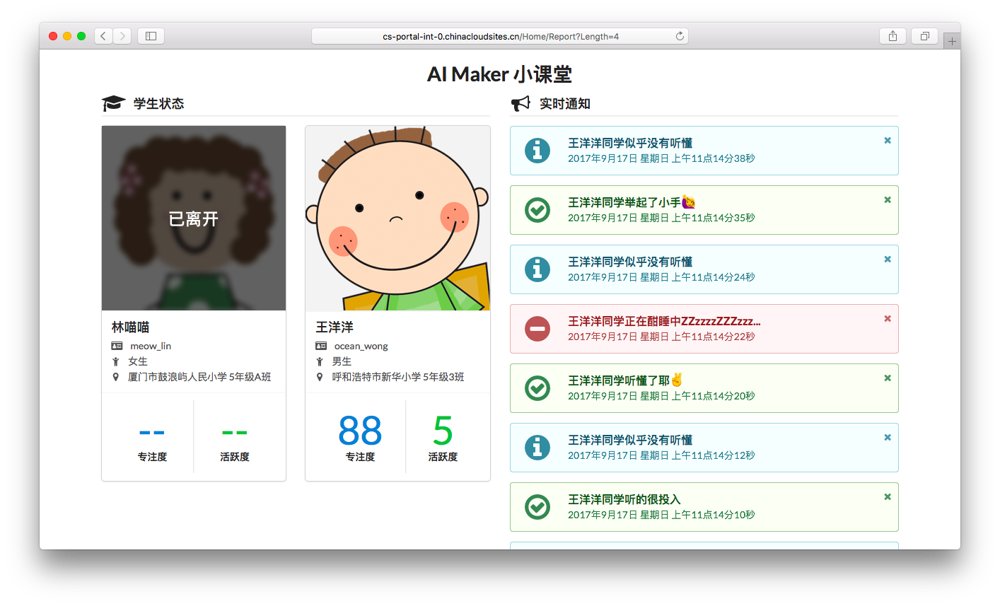 cs-portal-int-0.chinacloudsites.cn/Home/Report?Length=4
AI Maker 小课堂
学生状态
已离开
林喵喵
meow_lin
女生
厦门市鼓浪屿人民小学 5年级A班
--
专注度
--
活跃度
王洋洋
ocean_wong
男生
呼和浩特市新华小学 5年级3班
88
专注度
5
活跃度
实时通知
王洋洋同学似乎没有听懂
2017年9月17日 星期日 上午11点14分38秒
王洋洋同学举起了小手🙋
2017年9月17日 星期日 上午11点14分35秒
王洋洋同学似乎没有听懂
2017年9月17日 星期日 上午11点14分24秒
王洋洋同学正在酣睡中ZZzzzzZZZzzz...
2017年9月17日 星期日 上午11点14分22秒
王洋洋同学听懂了耶✌
2017年9月17日 星期日 上午11点14分20秒
王洋洋同学似乎没有听懂
2017年9月17日 星期日 上午11点14分12秒
王洋洋同学听的很投入
2017年9月17日 星期日 上午11点14分10秒